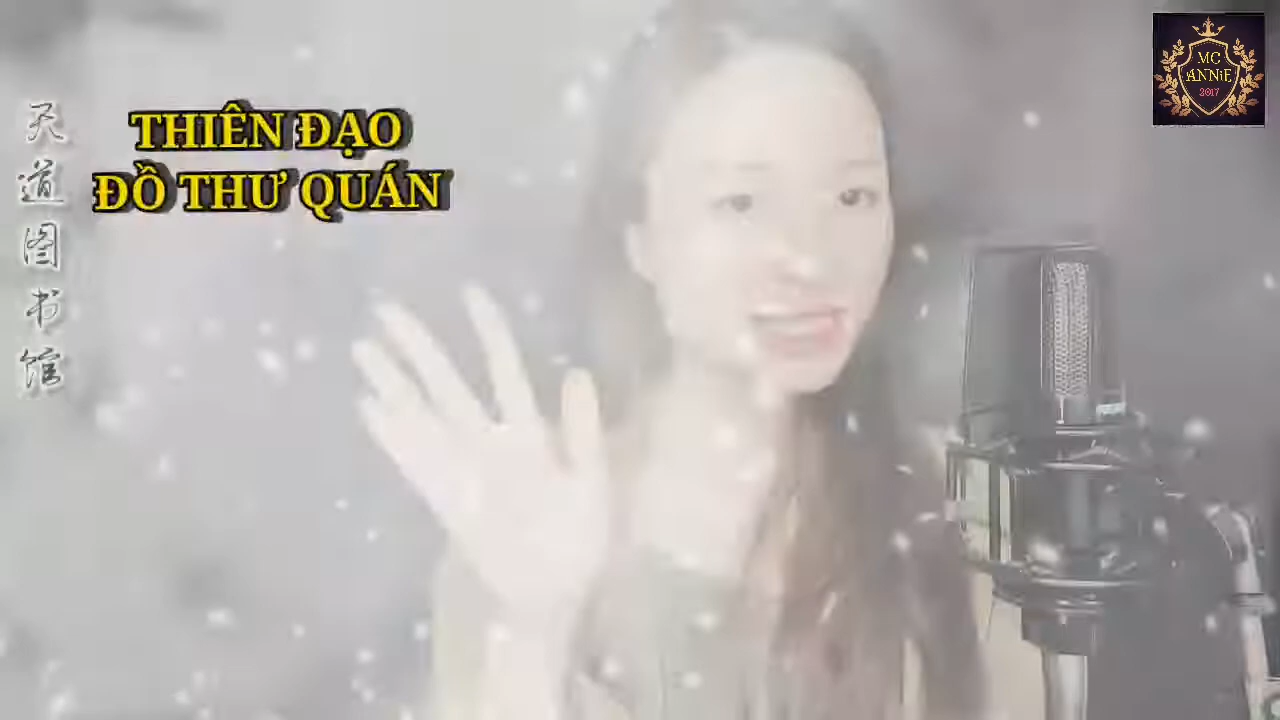 天道图书馆
THIÊN ĐẠO
ĐỒ THƯ QUÁN
MC
ANNiE
2017